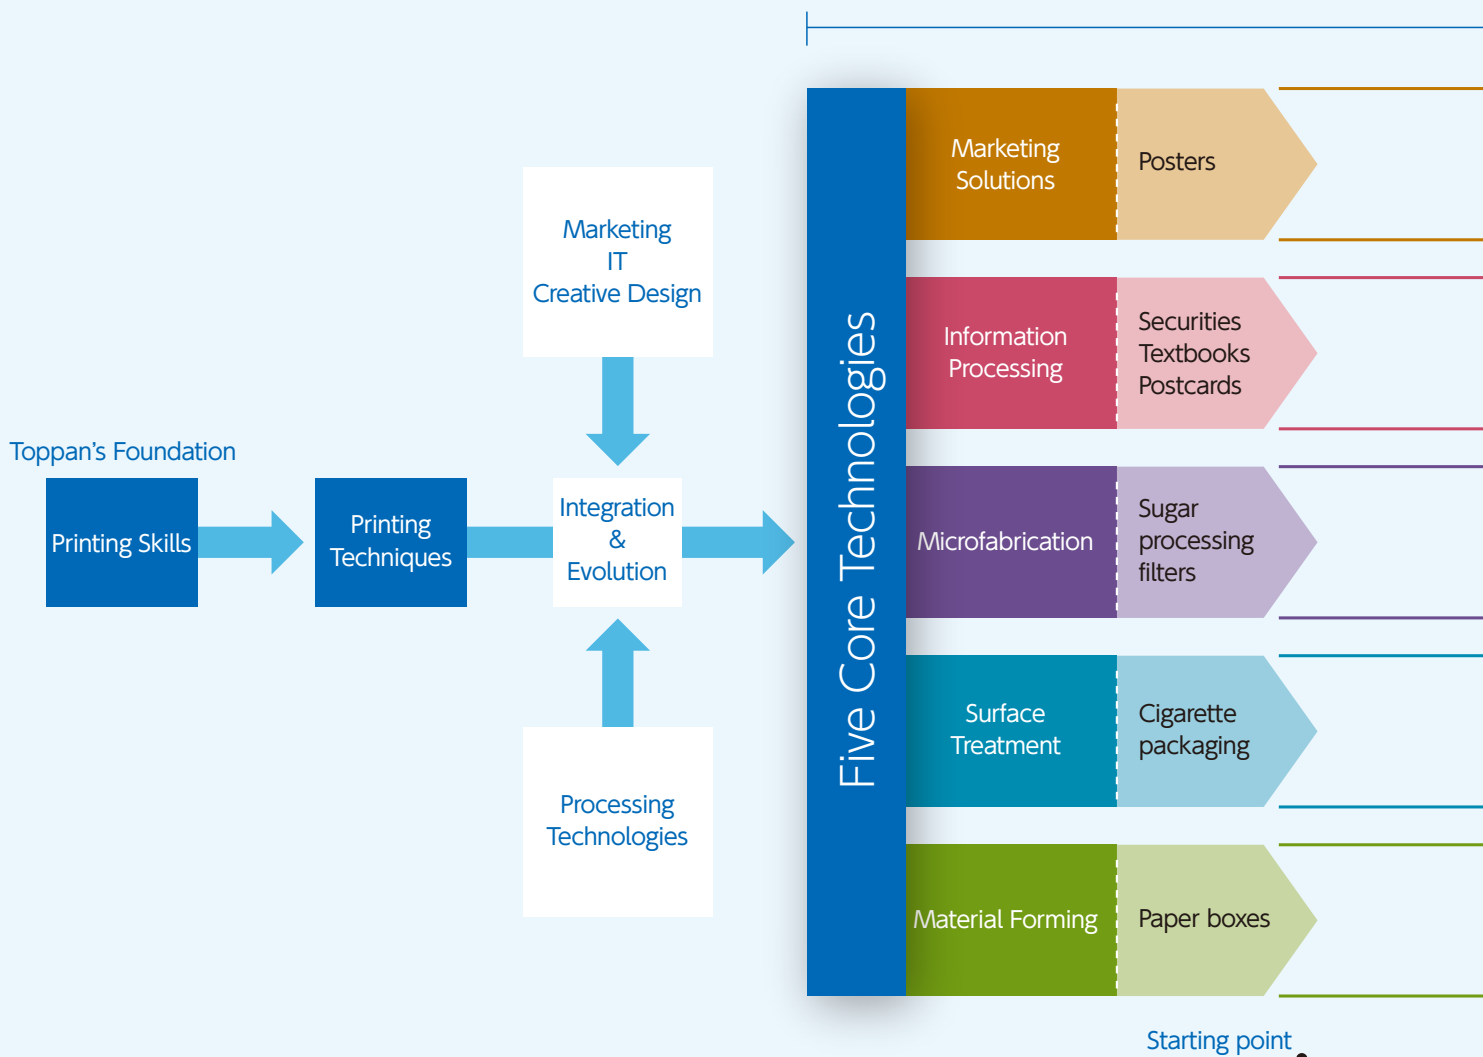 Toppan's Foundation
Printing Skills
Printing
Techniques
Marketing
IT
Creative Design
Integration
&
Evolution
Processing
Technologies
Five Core Technologies
Marketing
Solutions
Posters
Information
Processing
Securities
Textbooks
Postcards
Microfabrication
Sugar
processing
filters
Surface
Treatment
Cigarette
packaging
Material Forming
Paper boxes
Starting point